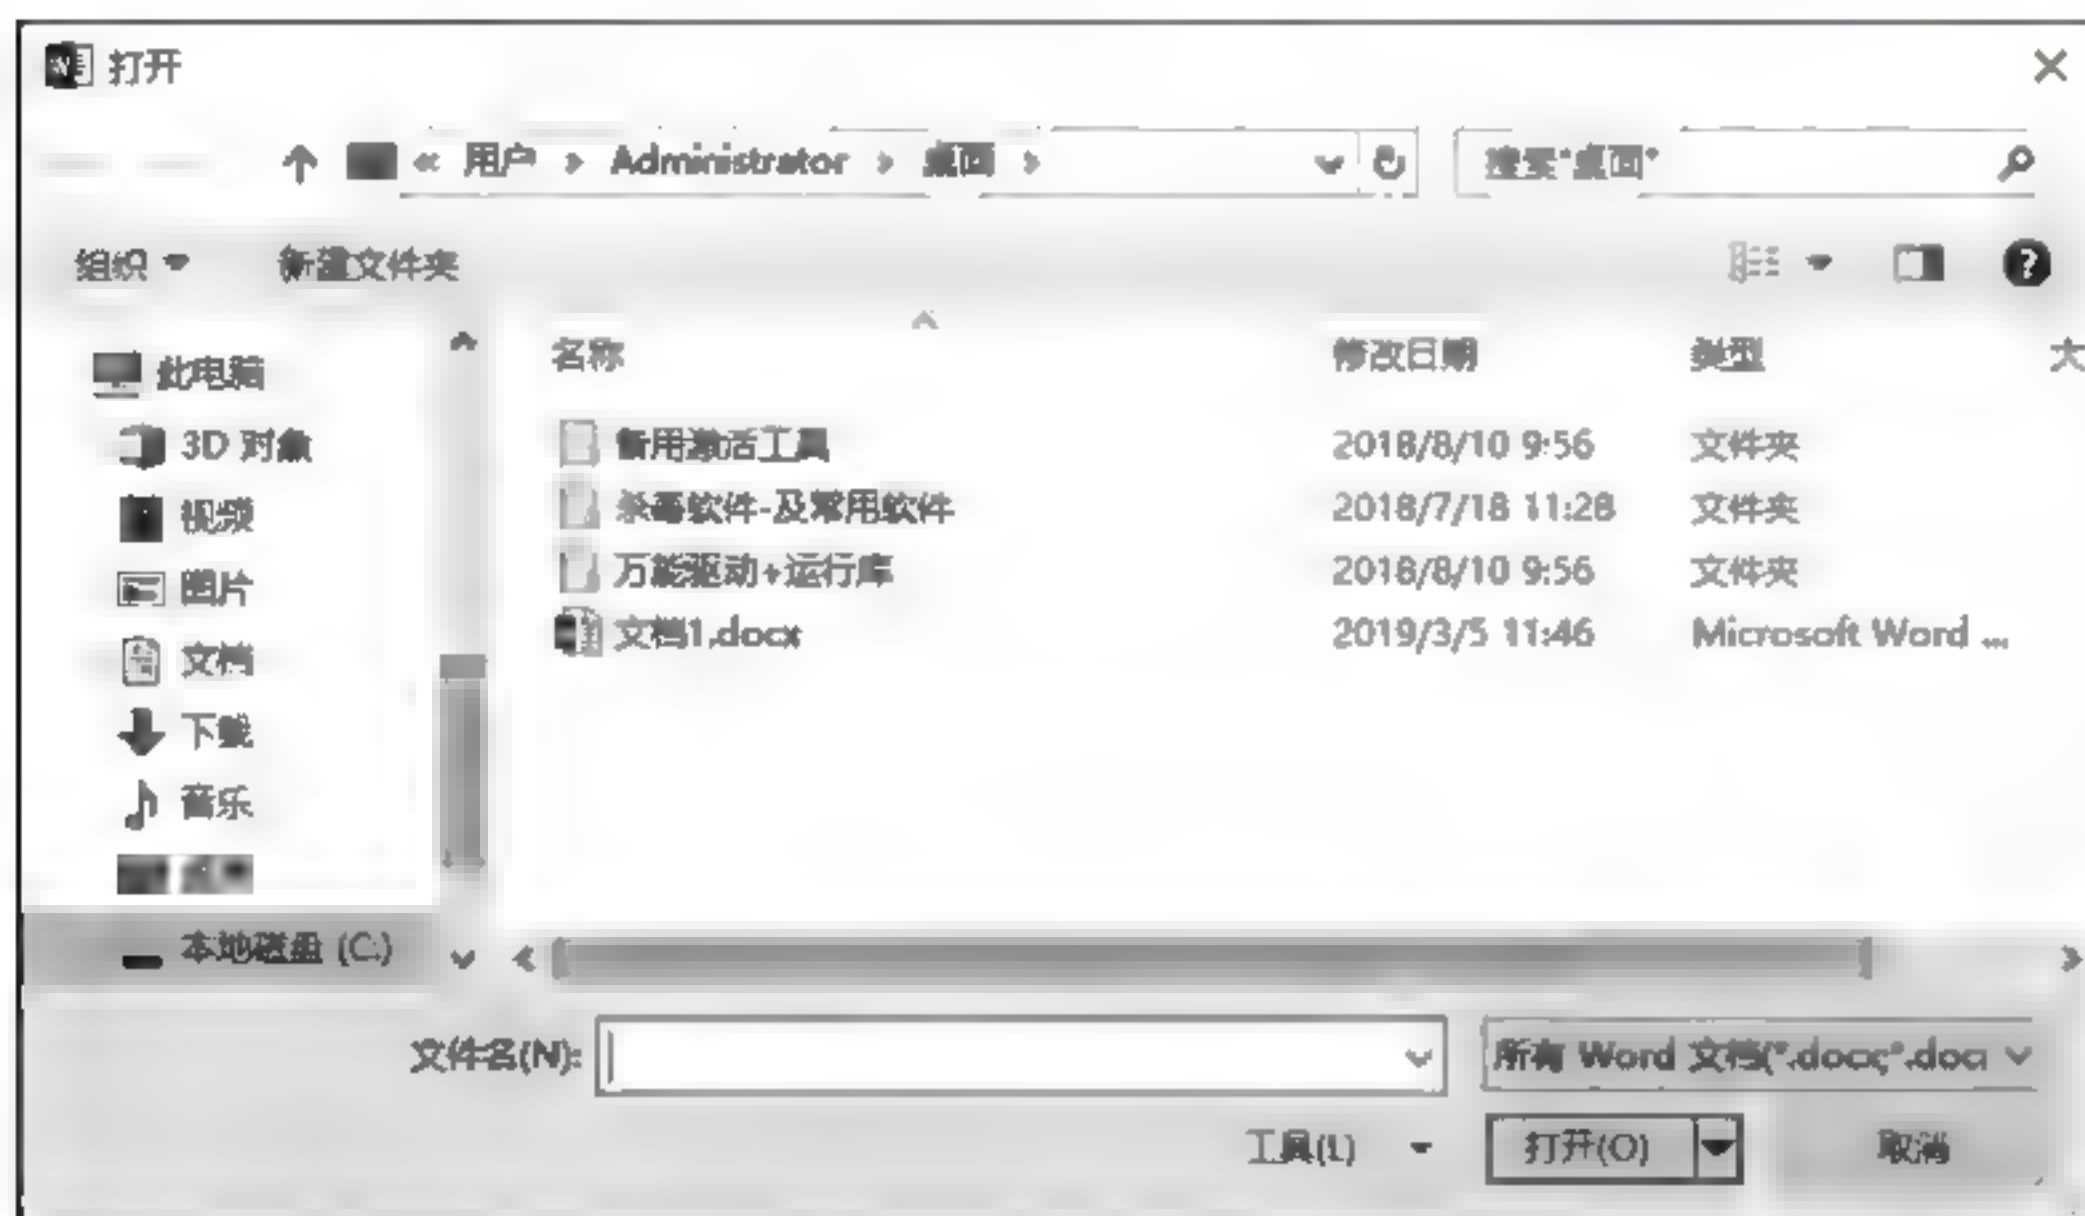 打开
« 用户 › Administrator › 桌面 ›
搜索"桌面"
组织
新建文件夹
名称 修改日期 类型 大
此电脑
3D 对象
视频
图片
文档
下载
音乐
本地磁盘 (C:)
备用激活工具 2018/8/10 9:56 文件夹
杀毒软件-及常用软件 2018/7/18 11:28 文件夹
万能驱动+运行库 2018/8/10 9:56 文件夹
文档1.docx 2019/3/5 11:46 Microsoft Word ...
文件名(N):
所有 Word 文档(*.docx;*.doc
工具(L)
打开(O)
取消